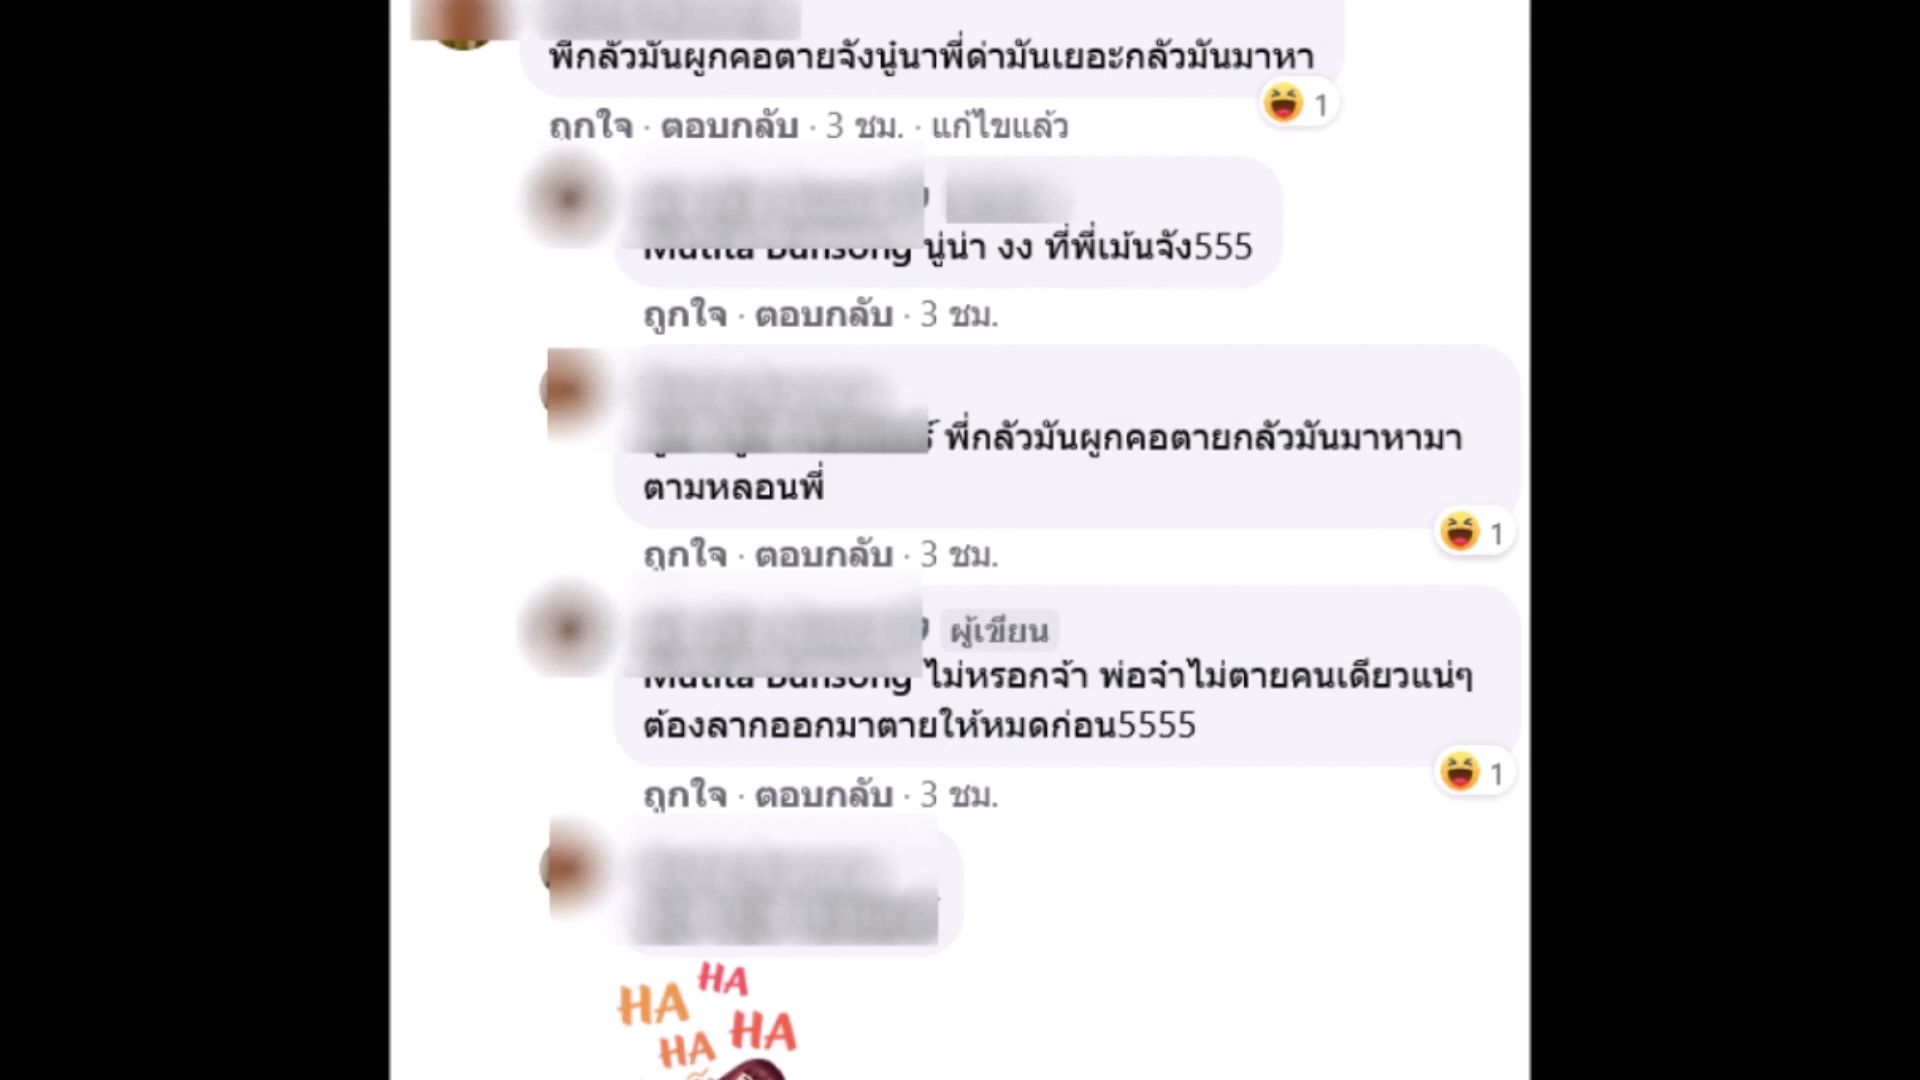 พี่กลัวมันผูกคอตายจังนู๋นาพี่ด่ามันเยอะกลัวมันมาหา
1
ถูกใจ · ตอบกลับ · 3 ชม. · แก้ไขแล้ว
Mutita Bunsong นู่น่า งง ที่พี่เม้นจัง555
ถูกใจ · ตอบกลับ · 3 ชม.
พี่กลัวมันผูกคอตายกลัวมันมาหามา
ตามหลอนพี่
1
ถูกใจ · ตอบกลับ · 3 ชม.
ผู้เขียน
Mutita Bunsong ไม่หรอกจ้า พ่อจ๋าไม่ตายคนเดียวแน่ๆ
ต้องลากออกมาตายให้หมดก่อน5555
1
ถูกใจ · ตอบกลับ · 3 ชม.
HA
HA
HA
HA